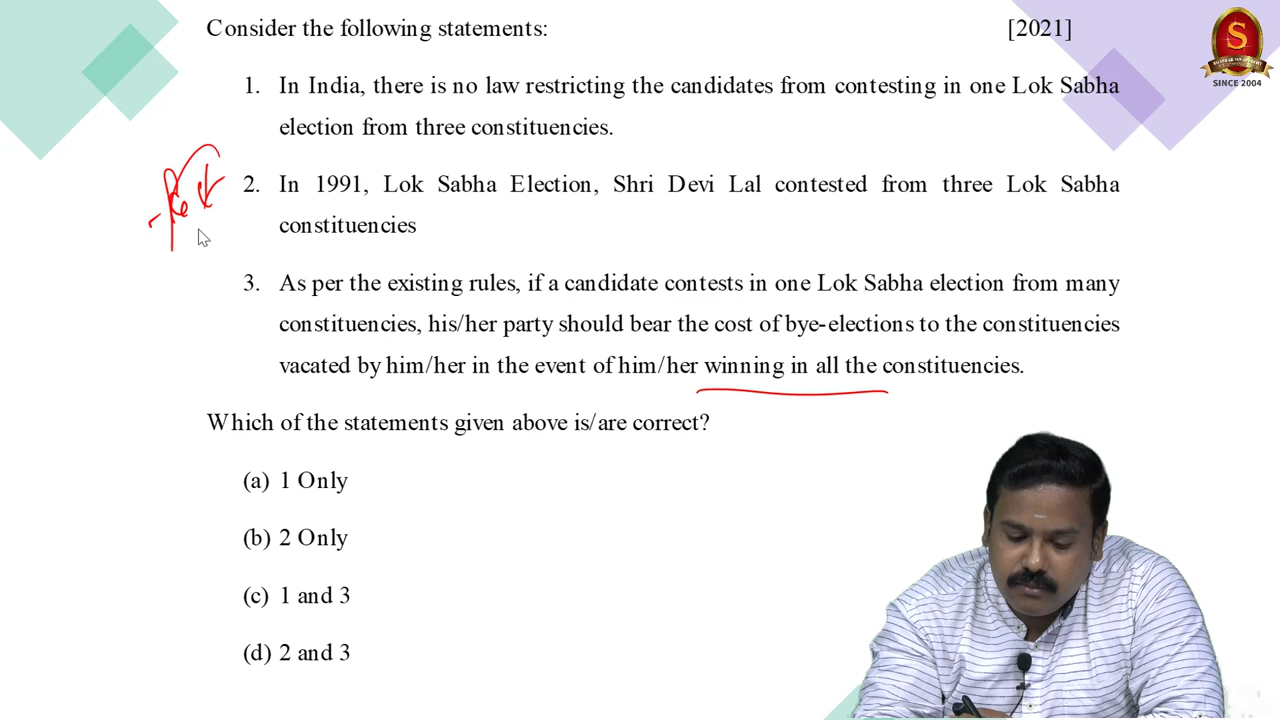 Consider the following statements: [2021]
1. In India, there is no law restricting the candidates from contesting in one Lok Sabha
election from three constituencies.
2. In 1991, Lok Sabha Election, Shri Devi Lal contested from three Lok Sabha
constituencies
3. As per the existing rules, if a candidate contests in one Lok Sabha election from many
constituencies, his/her party should bear the cost of bye-elections to the constituencies
vacated by him/her in the event of him/her winning in all the constituencies.
Which of the statements given above is/are correct?
(a) 1 Only
(b) 2 Only
(c) 1 and 3
(d) 2 and 3
S
SINCE 2004